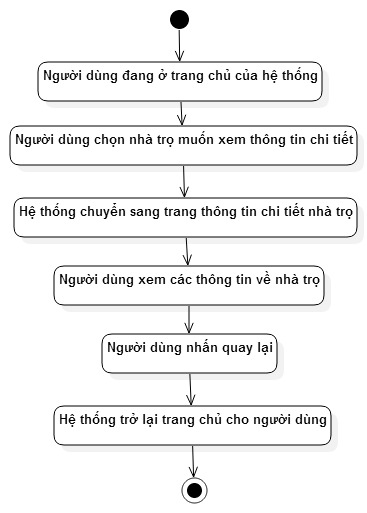 Người dùng đang ở trang chủ của hệ thống
Người dùng chọn nhà trọ muốn xem thông tin chi tiết
Hệ thống chuyển sang trang thông tin chi tiết nhà trọ
Người dùng xem các thông tin về nhà trọ
Người dùng nhấn quay lại
Hệ thống trở lại trang chủ cho người dùng